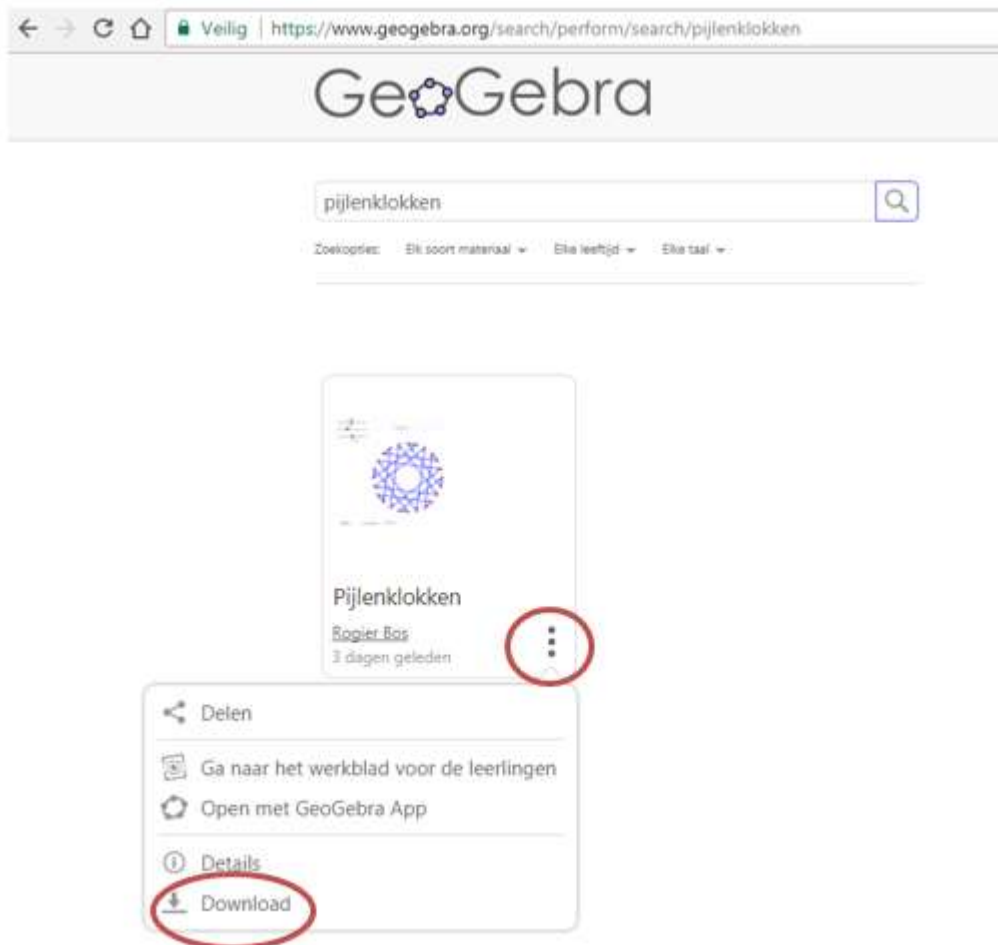 Veilig | https://www.geogebra.org/search/perform/search/pijlenklokken
GeoGebra
pijlenklokken
Zoekopties: Elk soort materiaal Elke leeftijd Elke taal
Pijlenklokken
Rogier Bos
3 dagen geleden
Delen
Ga naar het werkblad voor de leerlingen
Open met GeoGebra App
Details
Download